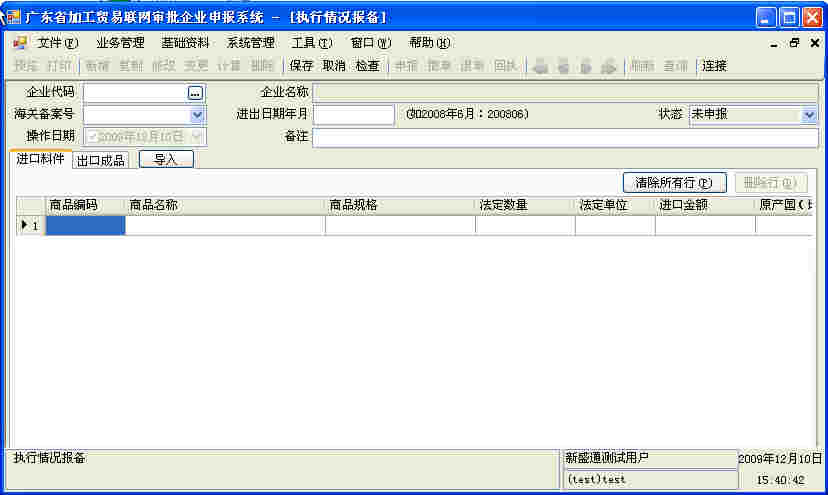 广东省加工贸易联网审批企业申报系统 - [执行情况报备]
文件(F) 业务管理 基础资料 系统管理 工具(T) 窗口(W) 帮助(H)
预览 打印 新增 复制 修改 变更 计算 删除 保存 取消 检查 申报 撤单 退单 回执 刷新 查询 连接
企业代码 ... 企业名称
海关备案号 进出日期年月 (如2008年6月：200806) 状态 未申报
操作日期 2009年12月10日 备注
进口料件 出口成品 导入
清除所有行(P) 删除行(Q)
商品编码 商品名称 商品规格 法定数量 法定单位 进口金额 原产国(
1
执行情况报备 新盛通测试用户 2009年12月10日
(test)test 15:40:42